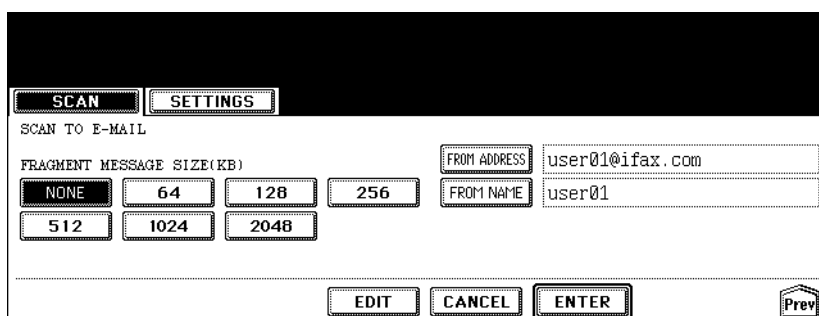 SCAN SETTINGS
SCAN TO E-MAIL
FRAGMENT MESSAGE SIZE(KB)
NONE 64 128 256
512 1024 2048
FROM ADDRESS user01@ifax.com
FROM NAME user01
EDIT CANCEL ENTER Prev